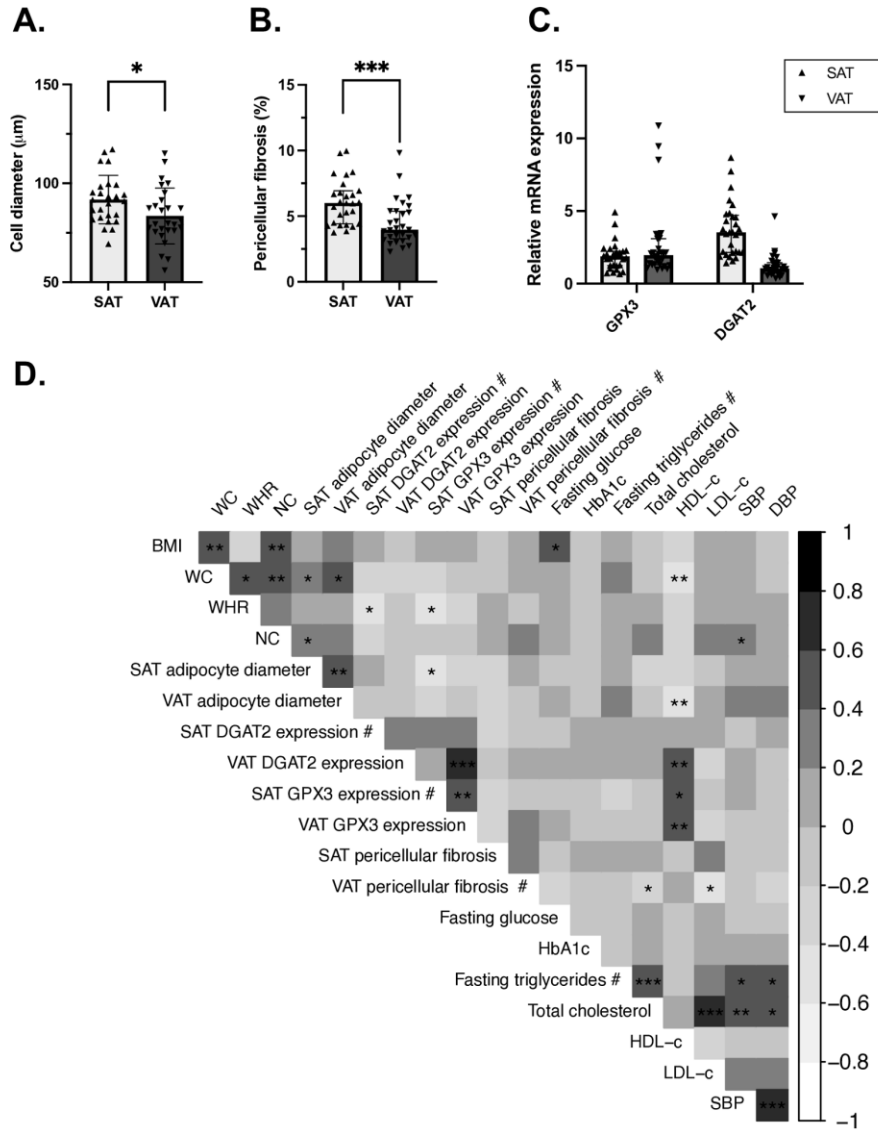 A.
B.
C.
*
Cell diameter (μm)
150
100
50
SAT
VAT
***
Pericellular fibrosis (%)
15
10
5
0
SAT
VAT
SAT
VAT
Relative mRNA expression
15
10
5
0
GPX3
DGAT2
D.
WC
WHR
NC
SAT adipocyte diameter
VAT adipocyte diameter
SAT DGAT2 expression #
VAT DGAT2 expression
SAT GPX3 expression #
VAT GPX3 expression
SAT pericellular fibrosis
VAT pericellular fibrosis #
Fasting glucose
HbA1c
Fasting triglycerides #
Total cholesterol
HDL-c
LDL-c
SBP
DBP
BMI ** ** *
WC * ** * * **
WHR * *
NC * *
SAT adipocyte diameter ** *
VAT adipocyte diameter **
SAT DGAT2 expression #
VAT DGAT2 expression *** **
SAT GPX3 expression # ** *
VAT GPX3 expression **
SAT pericellular fibrosis
VAT pericellular fibrosis # * *
Fasting glucose
HbA1c
Fasting triglycerides # *** * *
Total cholesterol *** ** *
HDL-c
LDL-c
SBP ***
1
0.8
0.6
0.4
0.2
0
-0.2
-0.4
-0.6
-0.8
-1